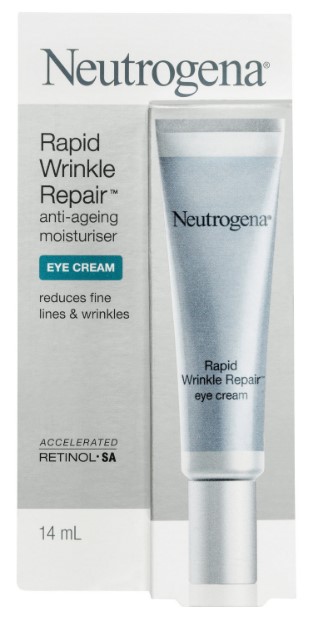 Neutrogena®
Rapid
Wrinkle
Repair™
anti-ageing
moisturiser
EYE CREAM
reduces fine
lines & wrinkles
ACCELERATED
RETINOL·SA
14 mL
Neutrogena®
Rapid
Wrinkle Repair™
eye cream